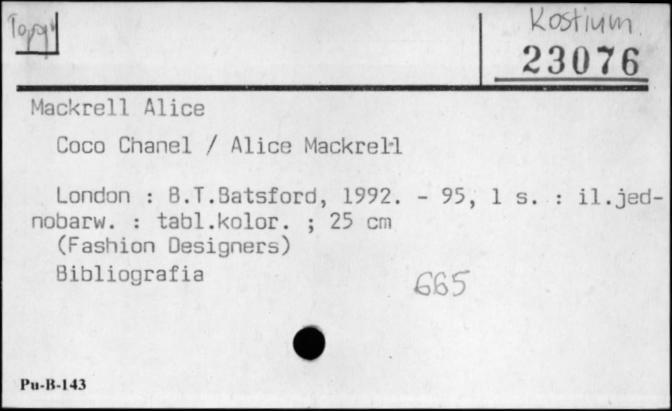 Kostium
23076
Mackrell Alice
Coco Chanel / Alice Mackrell
London : B.T.Batsford, 1992. - 95, 1 s. : il.jed-
nobarw. : tabl.kolor. ; 25 cm
(Fashion Designers)
Bibliografia
665
Pu-B-143